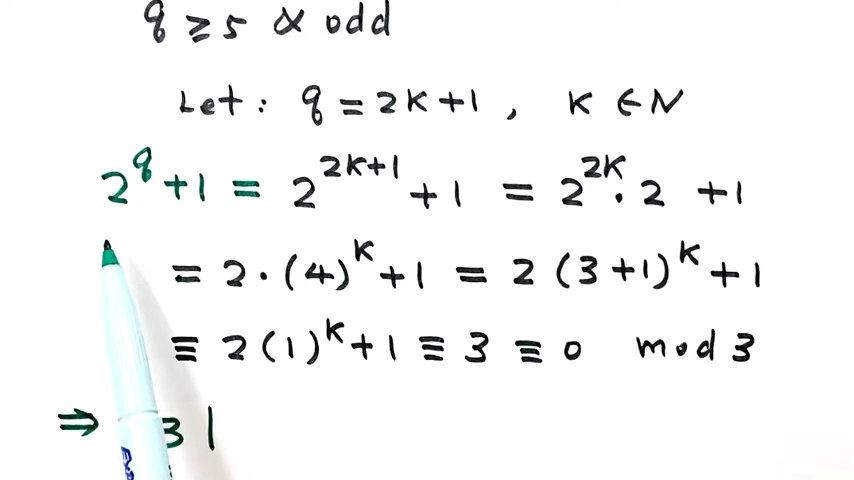 q ≥ 5 & odd
Let: q = 2k+1 , k ∈ N
2^q + 1 = 2^{2k+1} + 1 = 2^{2k} · 2 + 1
= 2 · (4)^k + 1 = 2 (3+1)^k + 1
≡ 2(1)^k + 1 ≡ 3 ≡ 0 mod 3
⇒ 3 |